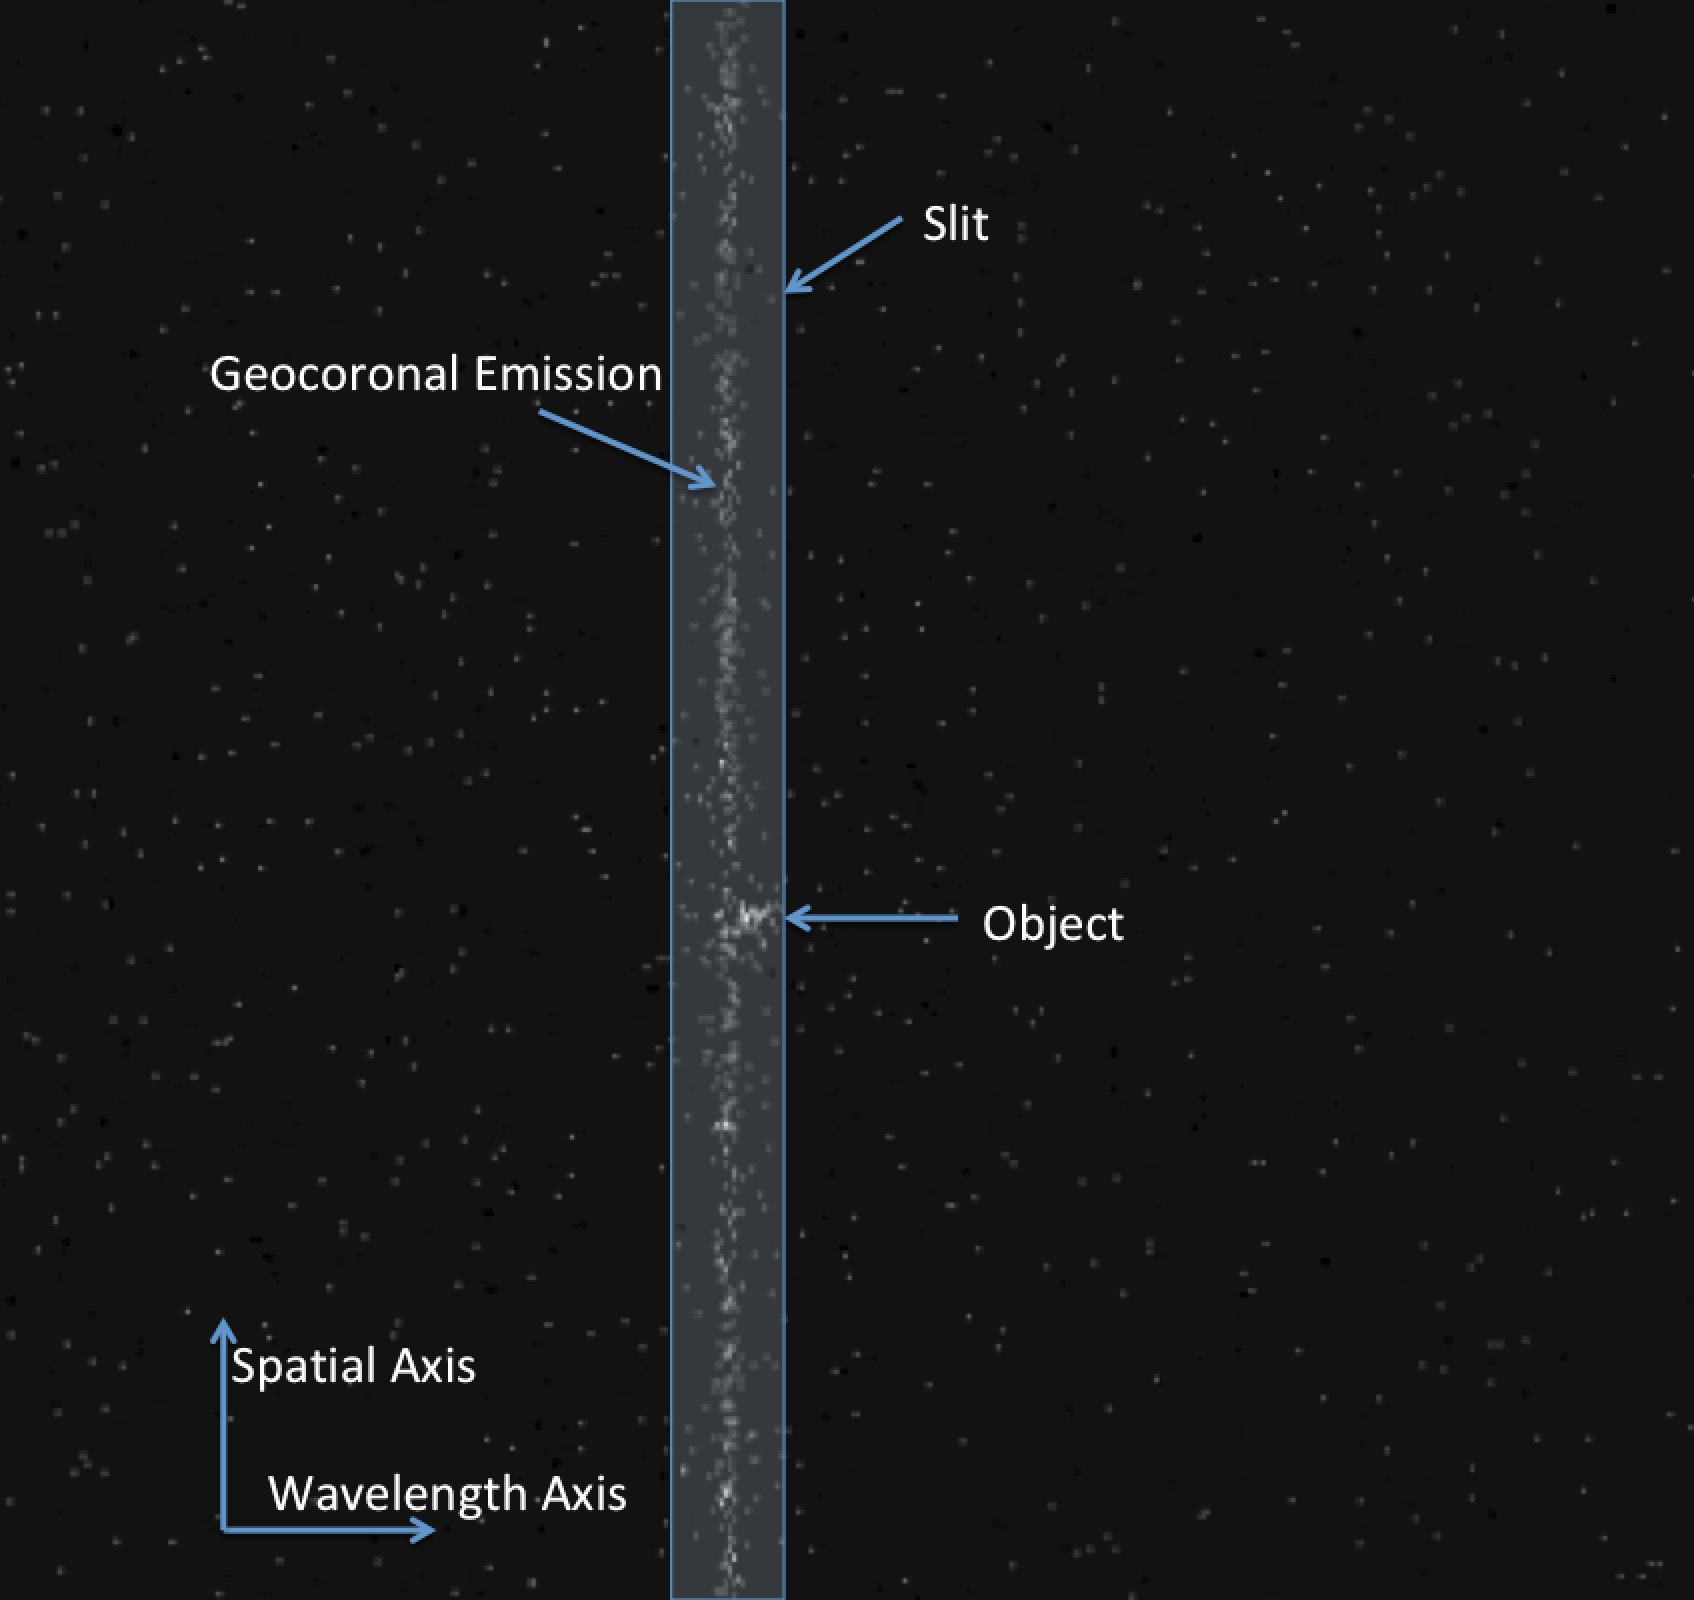 Slit
Geocoronal Emission
Object
Spatial Axis
Wavelength Axis